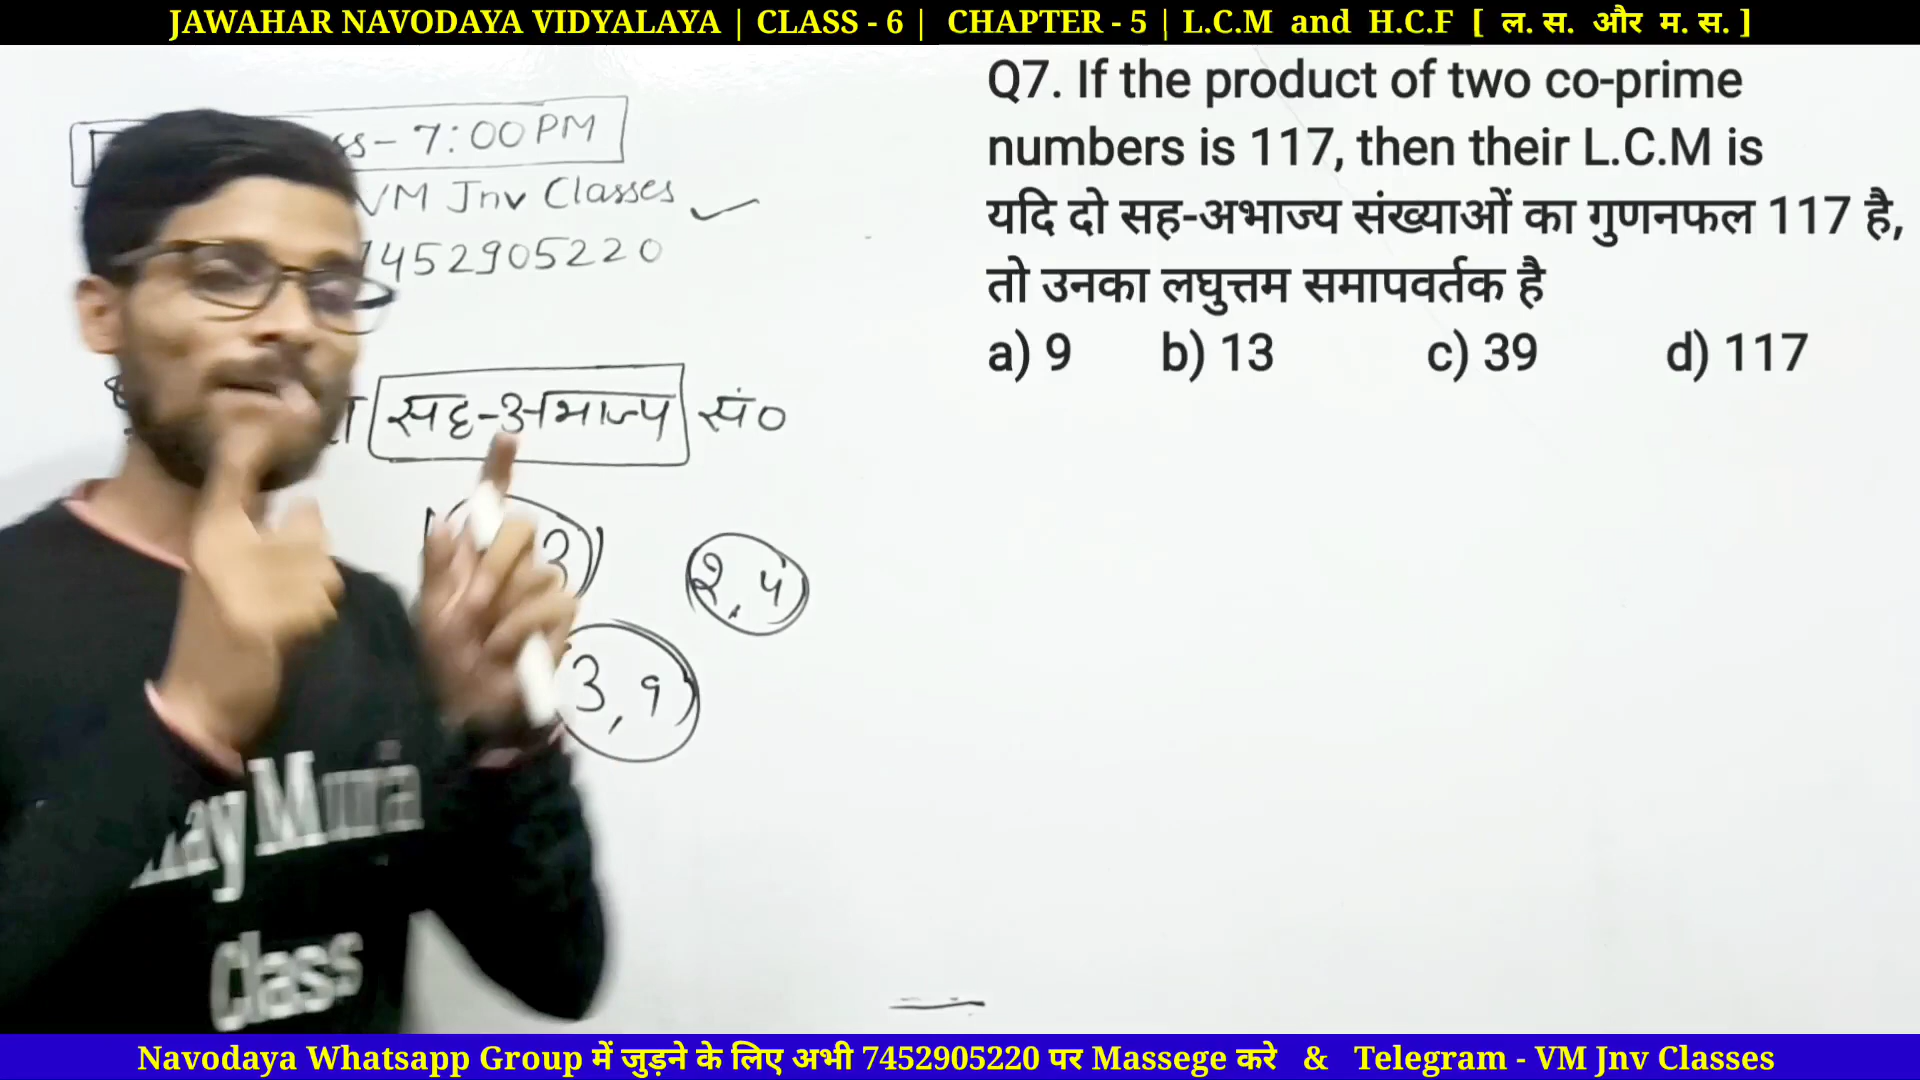 JAWAHAR NAVODAYA VIDYALAYA | CLASS - 6 | CHAPTER - 5 | L.C.M and H.C.F [ ल. स. और म. स. ]
Q7. If the product of two co-prime
numbers is 117, then their L.C.M is
यदि दो सह-अभाज्य संख्याओं का गुणनफल 117 है,
तो उनका लघुत्तम समापवर्तक है
a) 9 b) 13 c) 39 d) 117
- 7:00 PM
VM Jnv Classes
7452905220
सह-अभाज्य सं०
3
2, 4
3, 9
Class
Navodaya Whatsapp Group में जुड़ने के लिए अभी 7452905220 पर Massege करे & Telegram - VM Jnv Classes